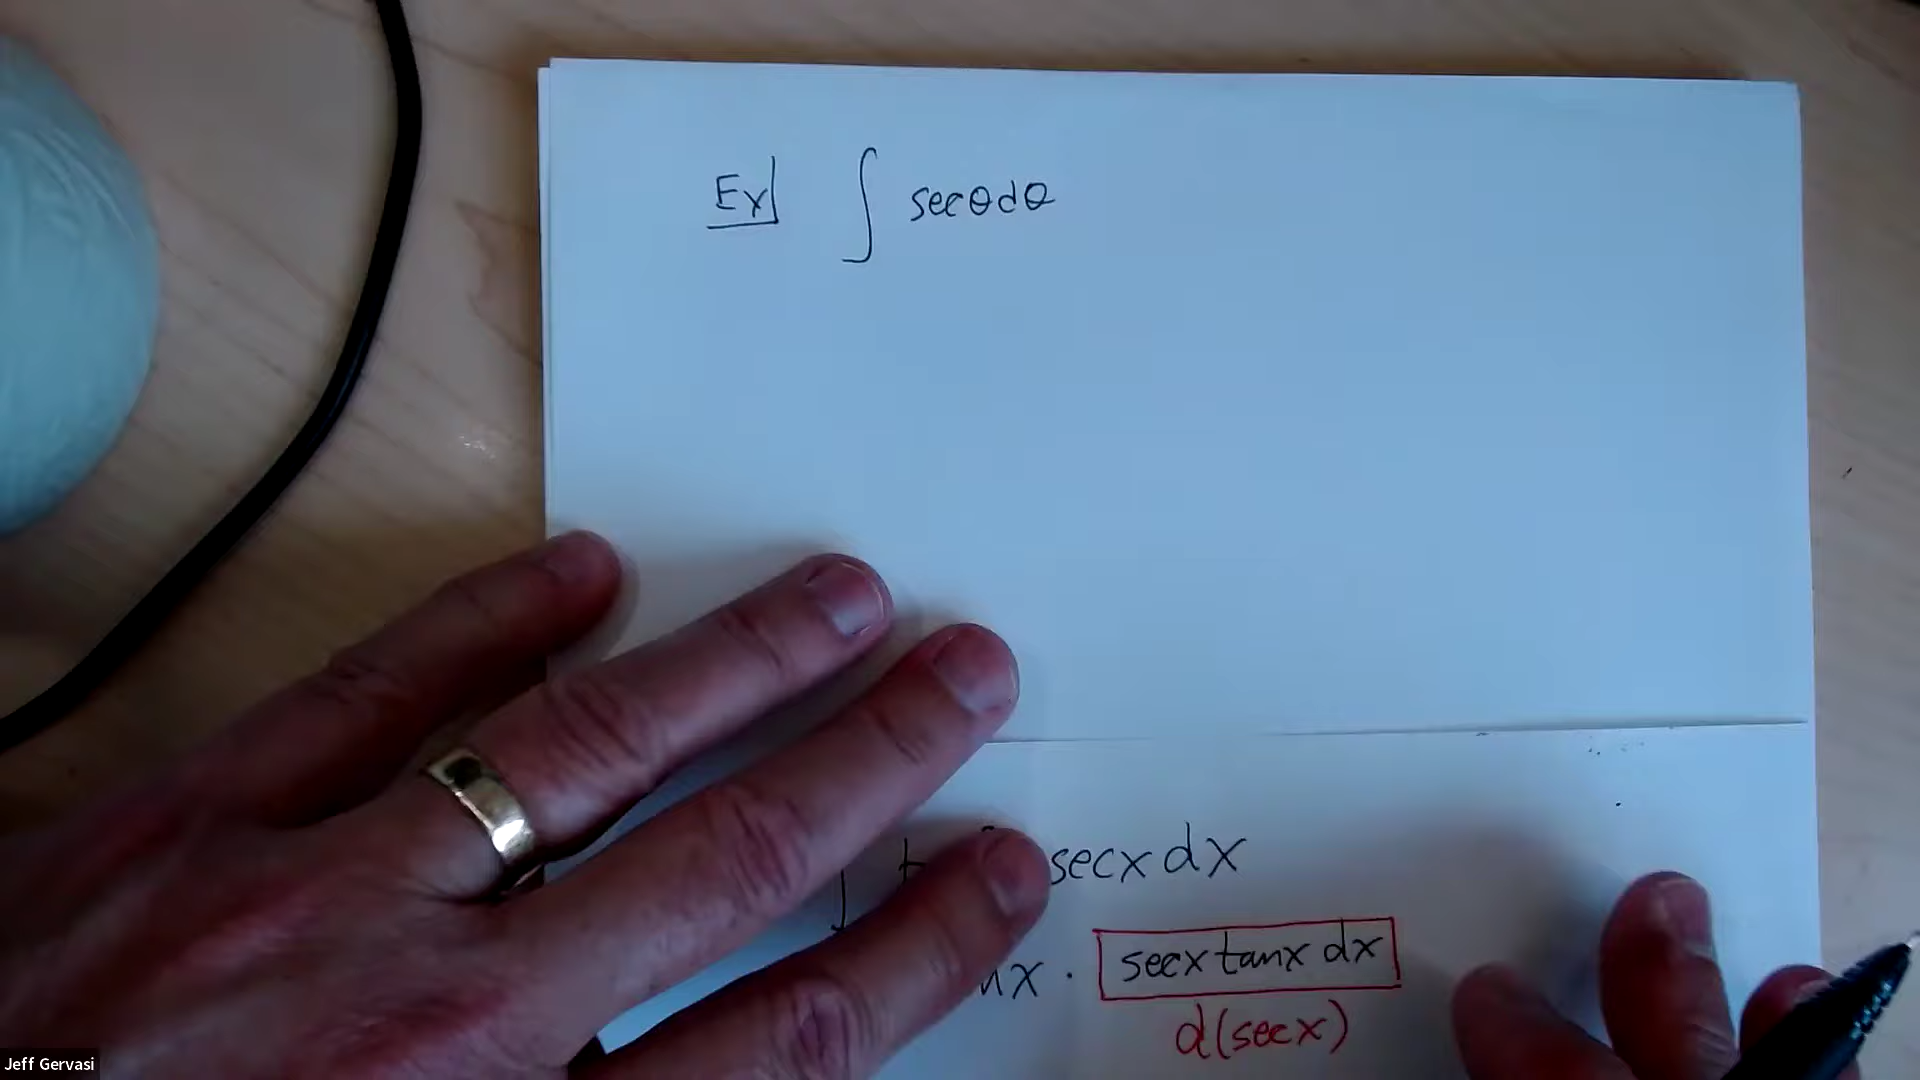 Ex ∫ secθdθ
∫ secx dx
x · secx tanx dx
d(secx)
Jeff Gervasi